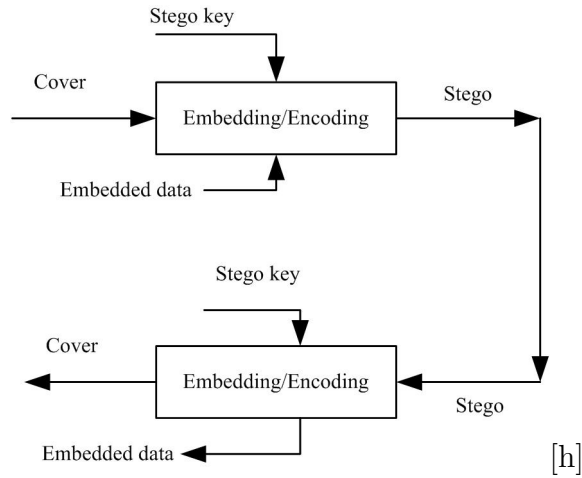 Stego key
Cover
Stego
Embedding/Encoding
Embedded data
Stego key
Cover
Embedding/Encoding
Stego
Embedded data
[h]